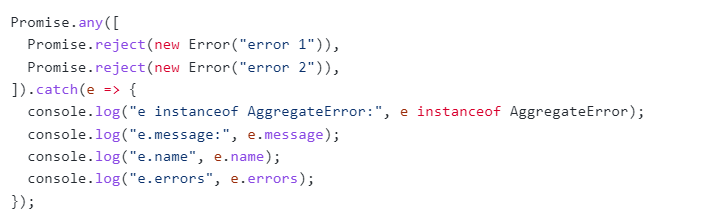 Promise.any([
  Promise.reject(new Error("error 1")),
  Promise.reject(new Error("error 2")),
]).catch(e => {
  console.log("e instanceof AggregateError:", e instanceof AggregateError);
  console.log("e.message:", e.message);
  console.log("e.name", e.name);
  console.log("e.errors", e.errors);
});